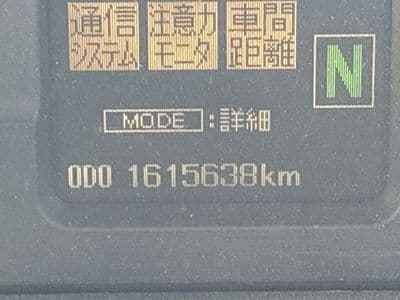 通信 注意力 車間
システム モニタ 距離
N
MODE :詳細
ODO 1615638km